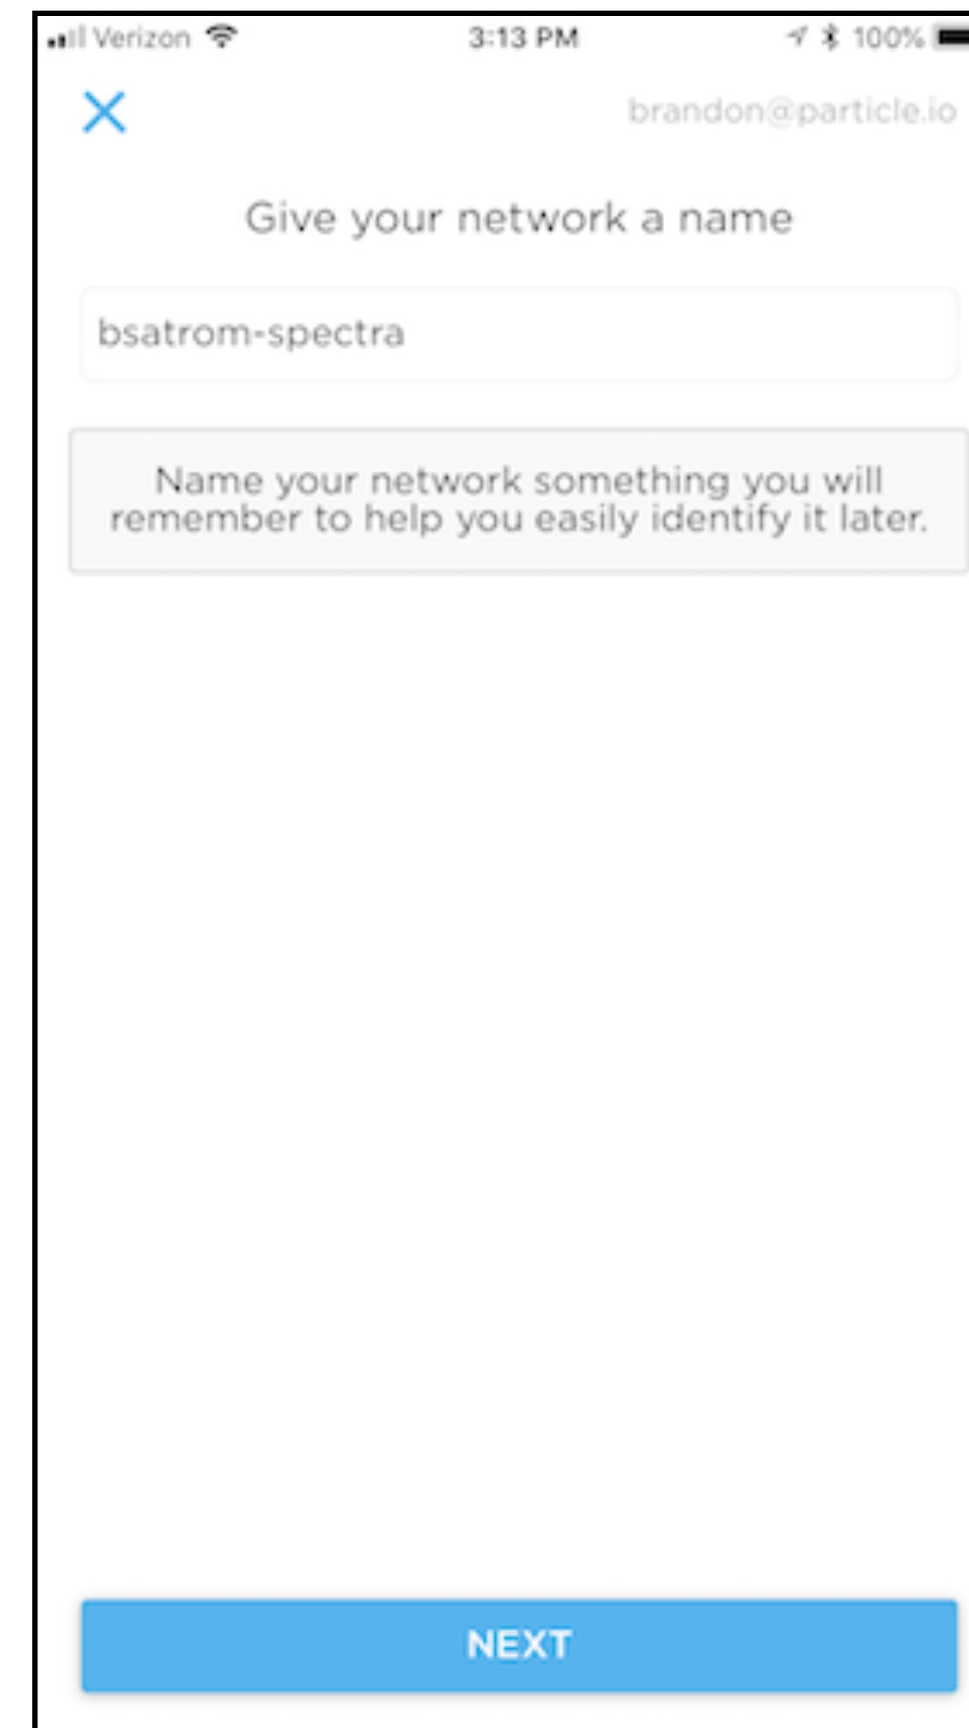 Verizon 3:13 PM 100%
brandon@particle.io
Give your network a name
bsatrom-spectra
Name your network something you will
remember to help you easily identify it later.
NEXT